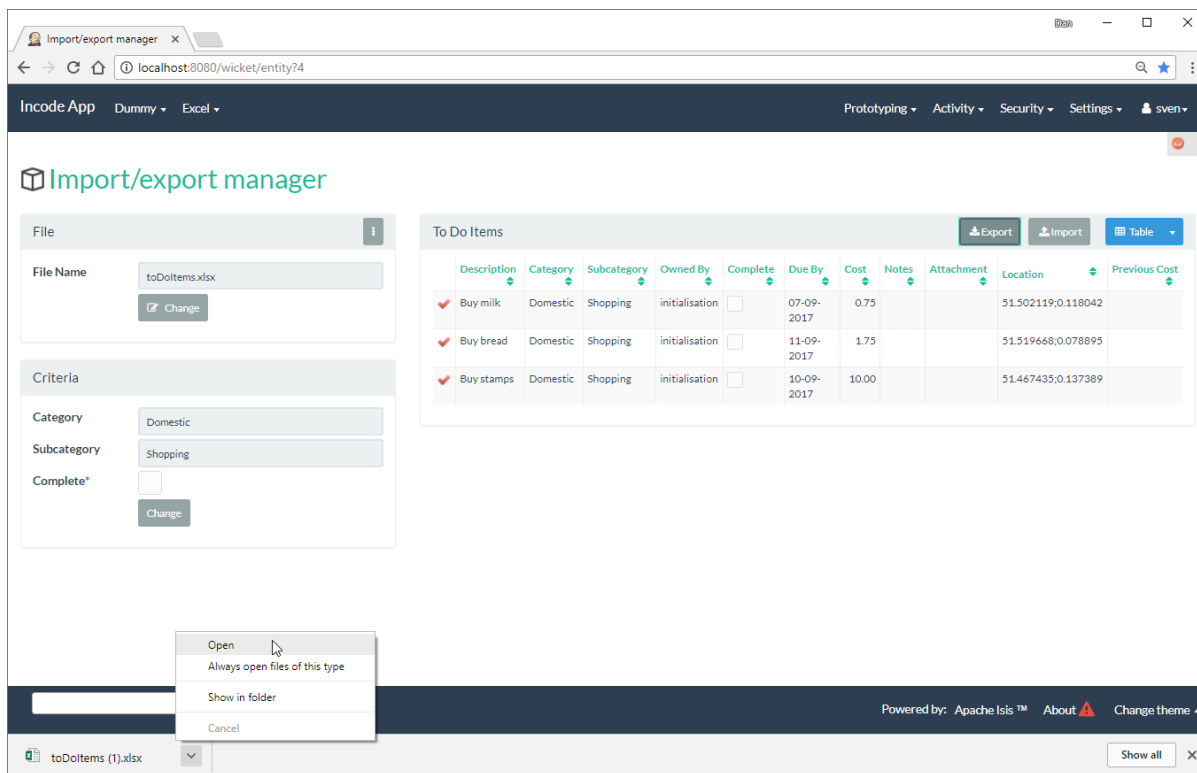 Dan
Import/export manager
localhost:8080/wicket/entity?4
Incode App Dummy Excel Prototyping Activity Security Settings sven
Import/export manager
File
File Name toDoItems.xlsx
Change
Criteria
Category Domestic
Subcategory Shopping
Complete*
Change
To Do Items Export Import Table
Description Category Subcategory Owned By Complete Due By Cost Notes Attachment Location Previous Cost
Buy milk Domestic Shopping initialisation 07-09- 0.75 51.502119;0.118042
2017
Buy bread Domestic Shopping initialisation 11-09- 1.75 51.519668;0.078895
2017
Buy stamps Domestic Shopping initialisation 10-09- 10.00 51.467435;0.137389
2017
Open
Always open files of this type
Show in folder
Cancel
Powered by: Apache Isis ™ About Change theme
toDoItems (1).xlsx Show all